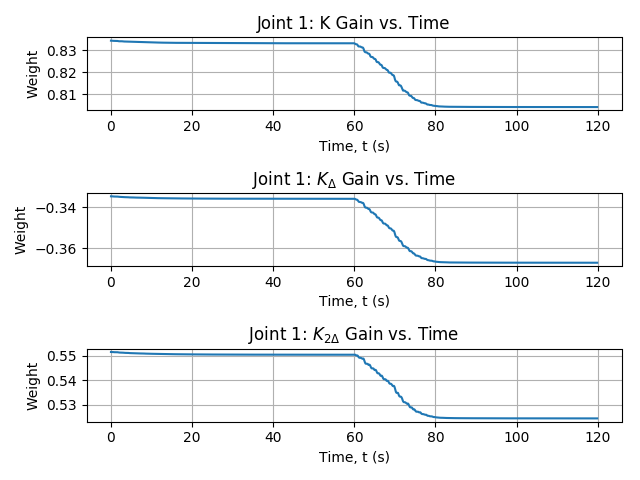 Joint 1: K Gain vs. Time
Weight
0.83
0.82
0.81
0 20 40 60 80 100 120
Time, t (s)
Joint 1: K_Δ Gain vs. Time
Weight
−0.34
−0.36
0 20 40 60 80 100 120
Time, t (s)
Joint 1: K_{2Δ} Gain vs. Time
Weight
0.55
0.54
0.53
0 20 40 60 80 100 120
Time, t (s)